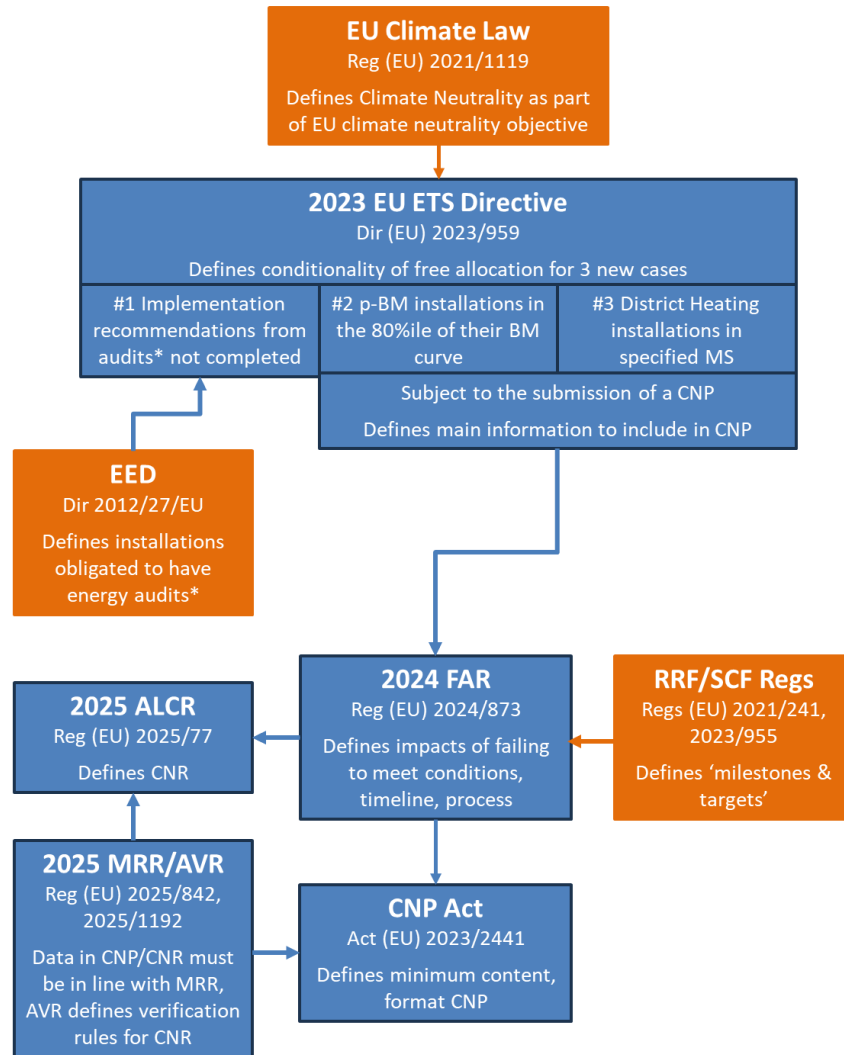 EU Climate Law
Reg (EU) 2021/1119
Defines Climate Neutrality as part
of EU climate neutrality objective
2023 EU ETS Directive
Dir (EU) 2023/959
Defines conditionality of free allocation for 3 new cases
#1 Implementation
recommendations from
audits* not completed
#2 p-BM installations in
the 80%ile of their BM
curve
#3 District Heating
installations in
specified MS
Subject to the submission of a CNP
Defines main information to include in CNP
EED
Dir 2012/27/EU
Defines installations
obligated to have
energy audits*
2025 ALCR
Reg (EU) 2025/77
Defines CNR
2024 FAR
Reg (EU) 2024/873
Defines impacts of failing
to meet conditions,
timeline, process
RRF/SCF Regs
Regs (EU) 2021/241,
2023/955
Defines ‘milestones &
targets’
2025 MRR/AVR
Reg (EU) 2025/842,
2025/1192
Data in CNP/CNR must
be in line with MRR,
AVR defines verification
rules for CNR
CNP Act
Act (EU) 2023/2441
Defines minimum content,
format CNP